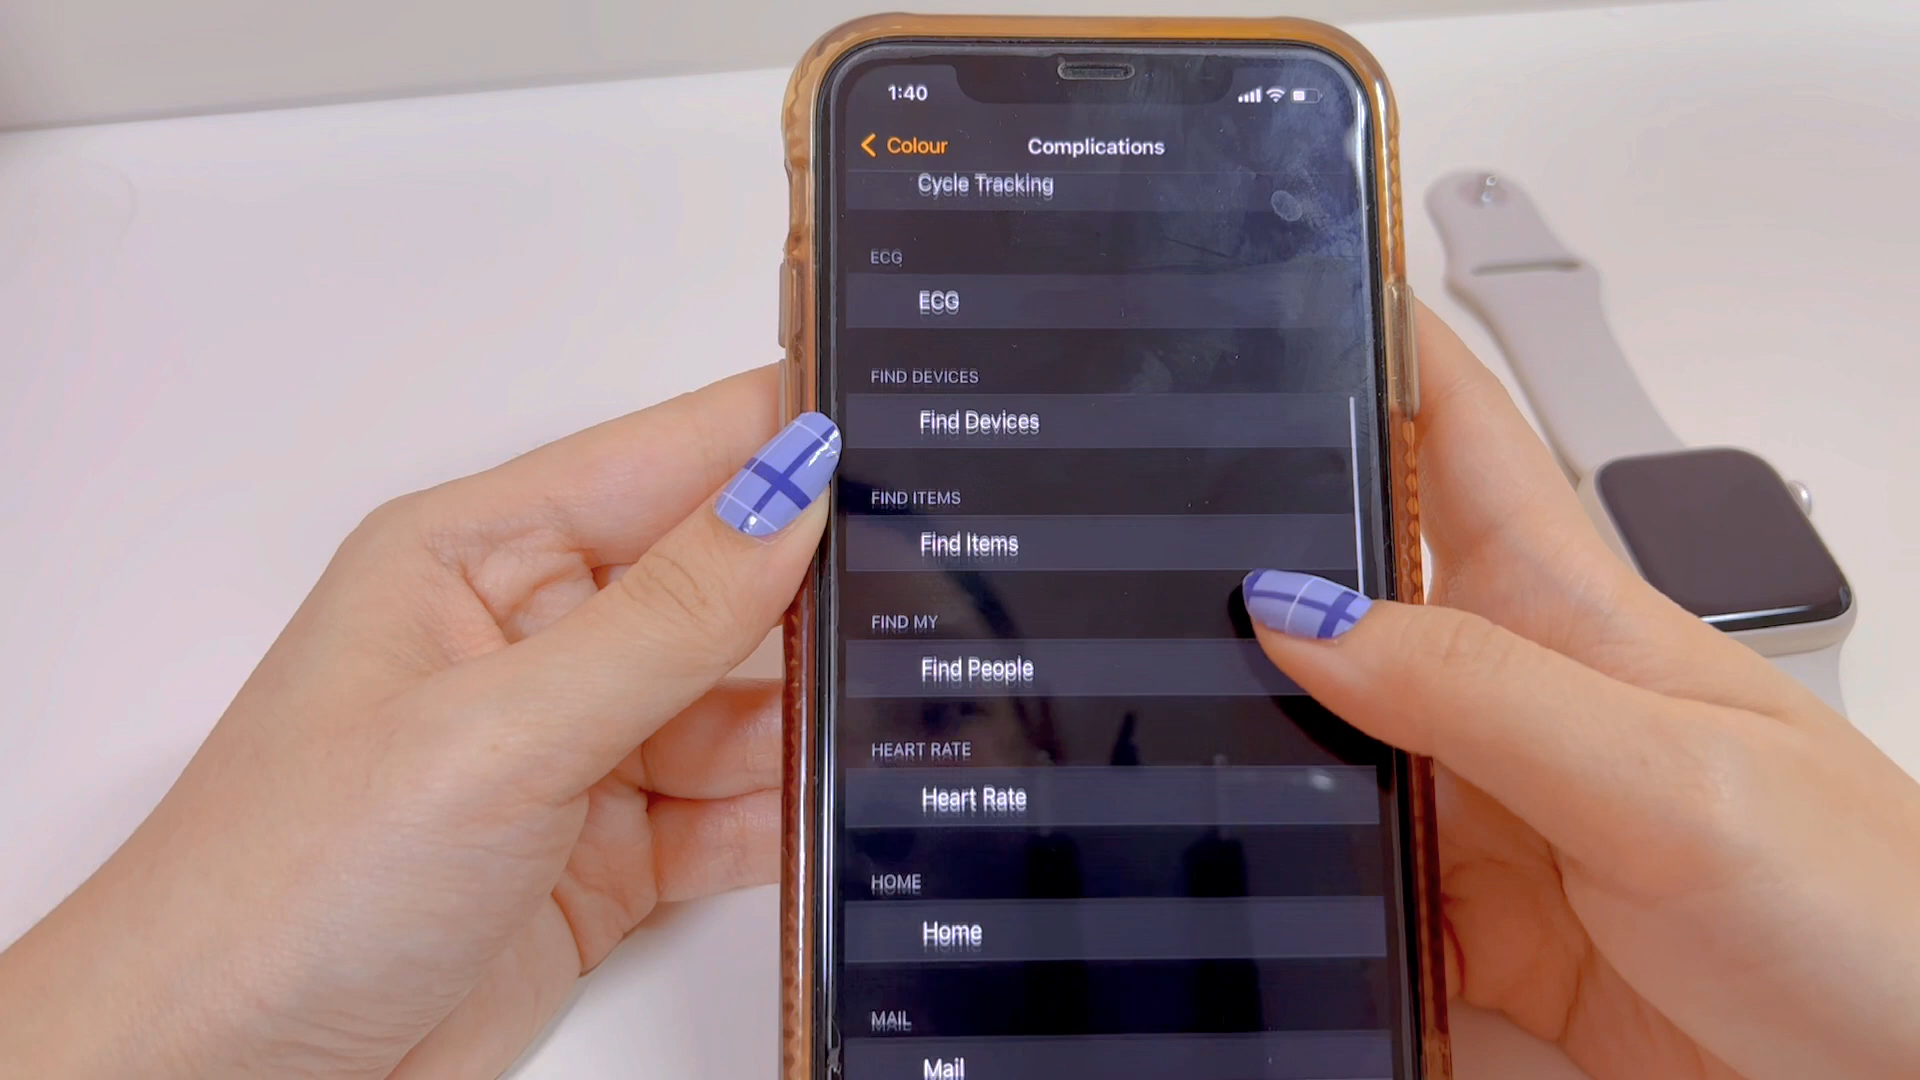 1:40
Colour
Complications
Cycle Tracking
ECG
ECG
FIND DEVICES
Find Devices
FIND ITEMS
Find Items
FIND MY
Find People
HEART RATE
Heart Rate
HOME
Home
MAIL
Mail